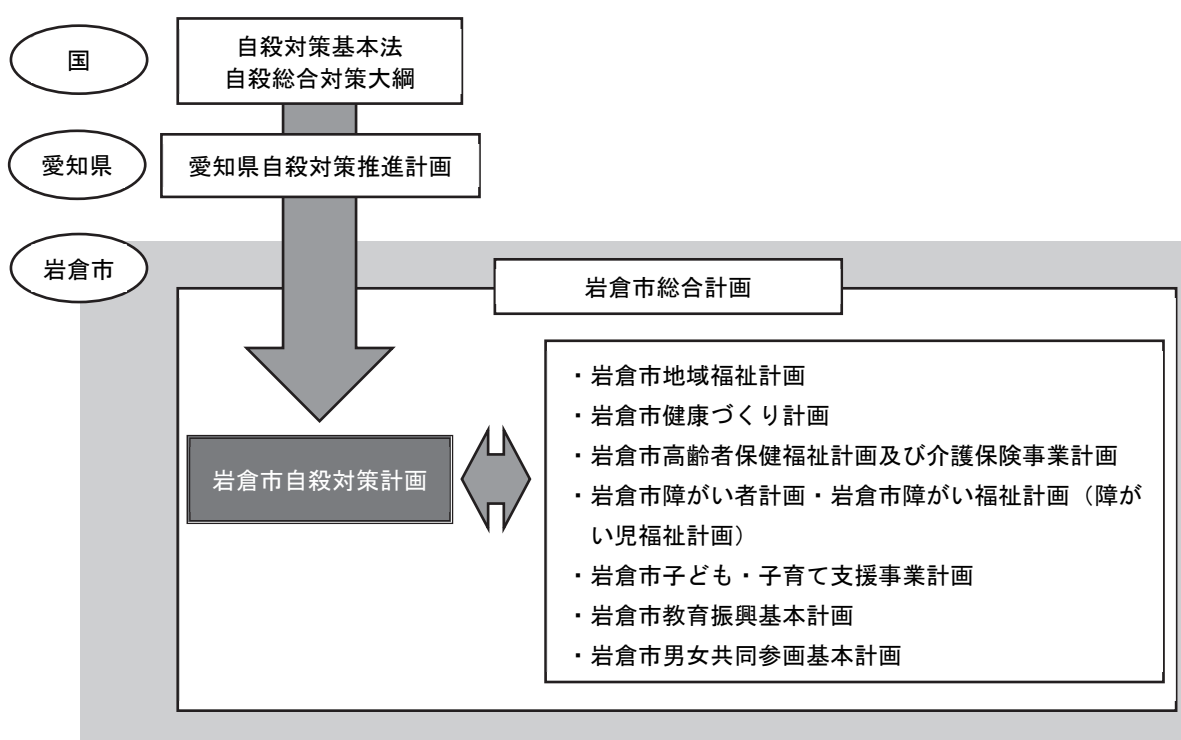 国
自殺対策基本法
自殺総合対策大綱
愛知県
愛知県自殺対策推進計画
岩倉市
岩倉市総合計画
岩倉市自殺対策計画
・岩倉市地域福祉計画
・岩倉市健康づくり計画
・岩倉市高齢者保健福祉計画及び介護保険事業計画
・岩倉市障がい者計画・岩倉市障がい福祉計画（障が
い児福祉計画）
・岩倉市子ども・子育て支援事業計画
・岩倉市教育振興基本計画
・岩倉市男女共同参画基本計画